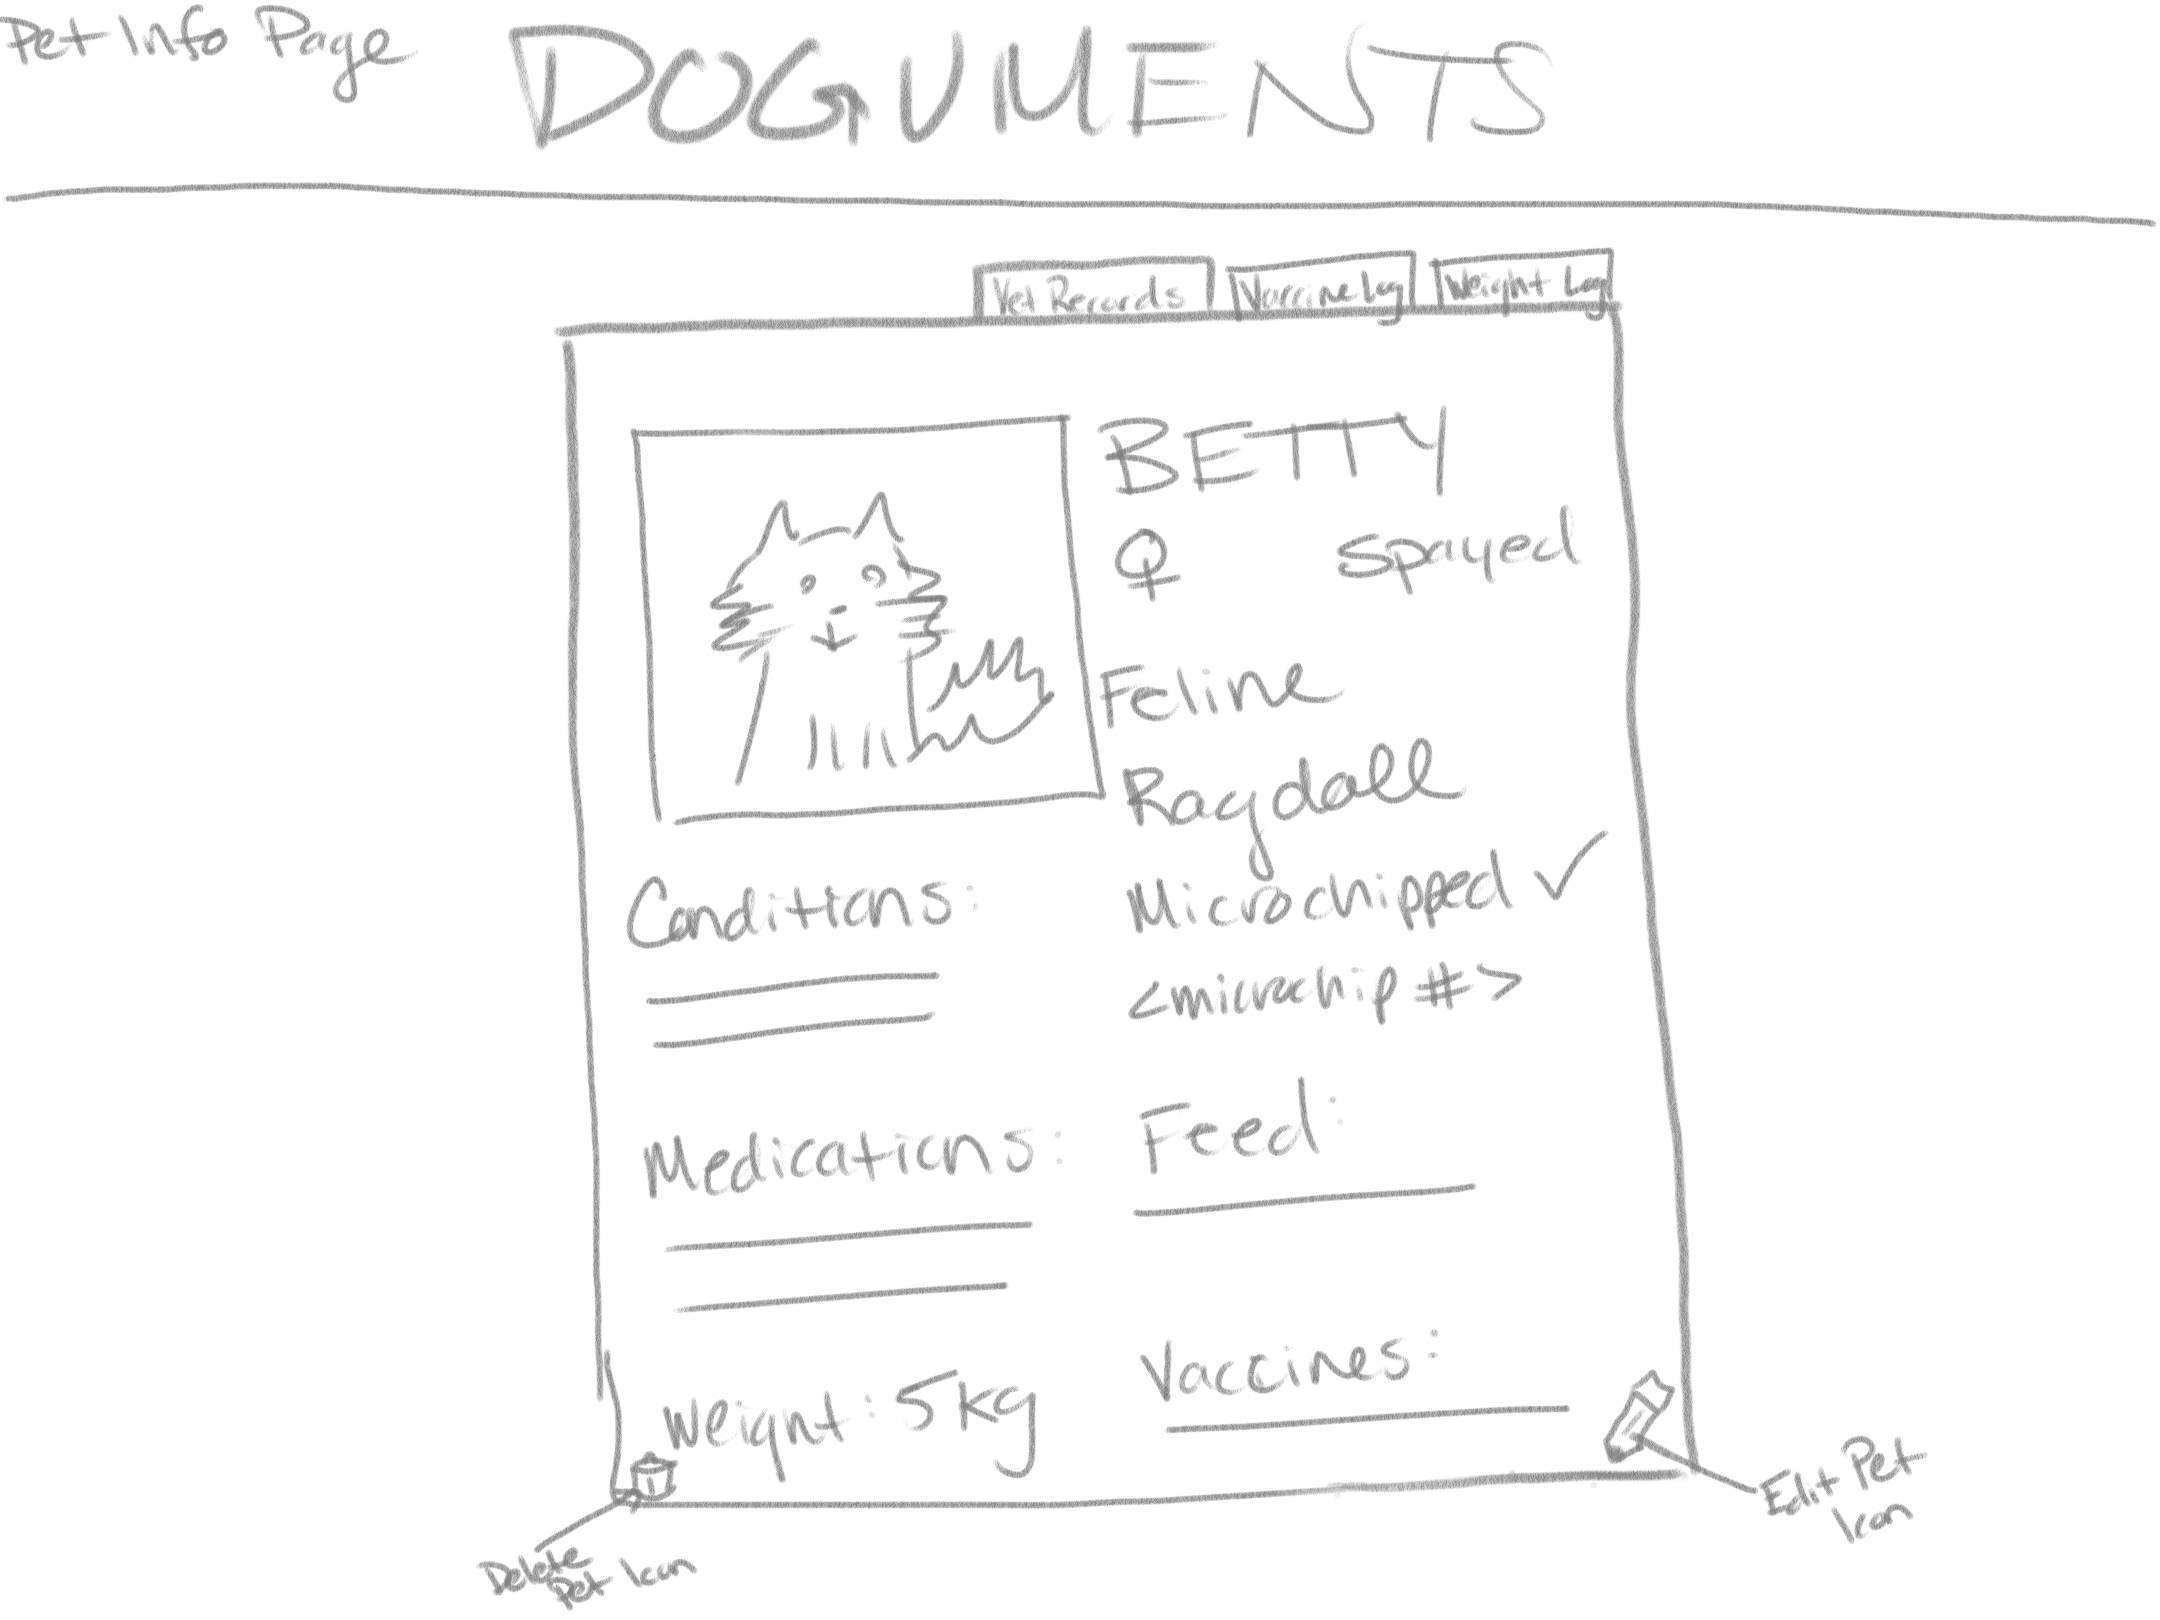 Pet Info Page
DOGUMENTS
Vet Records
Vaccine Log
Weight Log
BETTY
♀ spayed
Feline
Ragdoll
Microchipped ✓
<microchip #>
Conditions:
Medications:
Feed:
Weight: 5kg
Vaccines:
Delete
Pet Icon
Edit Pet
Icon